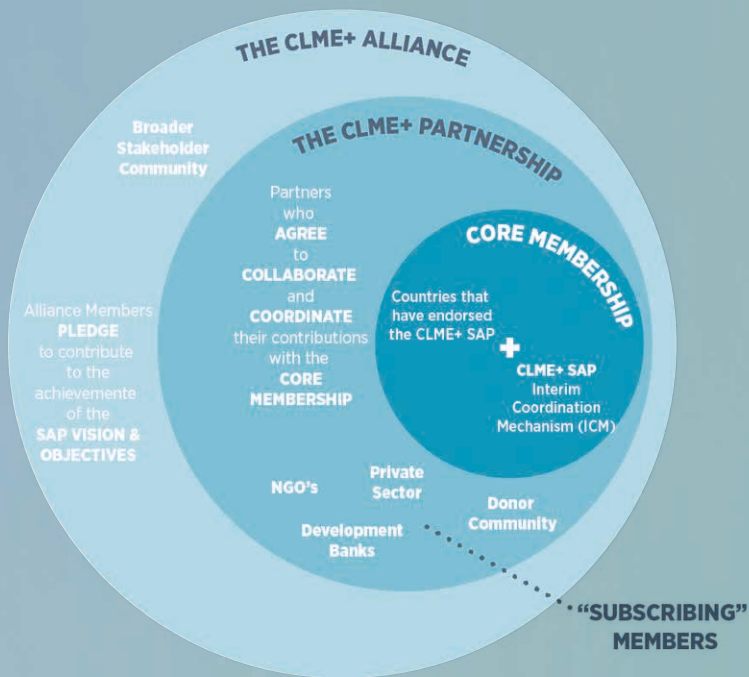 THE CLME+ ALLIANCE
Broader
Stakeholder
Community
Alliance Members
PLEDGE
to contribute
to the
achievemente
of the
SAP VISION &
OBJECTIVES
THE CLME+ PARTNERSHIP
Partners
who
AGREE
to
COLLABORATE
and
COORDINATE
their contributions
with the
CORE
MEMBERSHIP
CORE MEMBERSHIP
Countries that
have endorsed
the CLME+ SAP
+
CLME+ SAP
Interim
Coordination
Mechanism (ICM)
NGO's
Private
Sector
Development
Banks
Donor
Community
"SUBSCRIBING"
MEMBERS